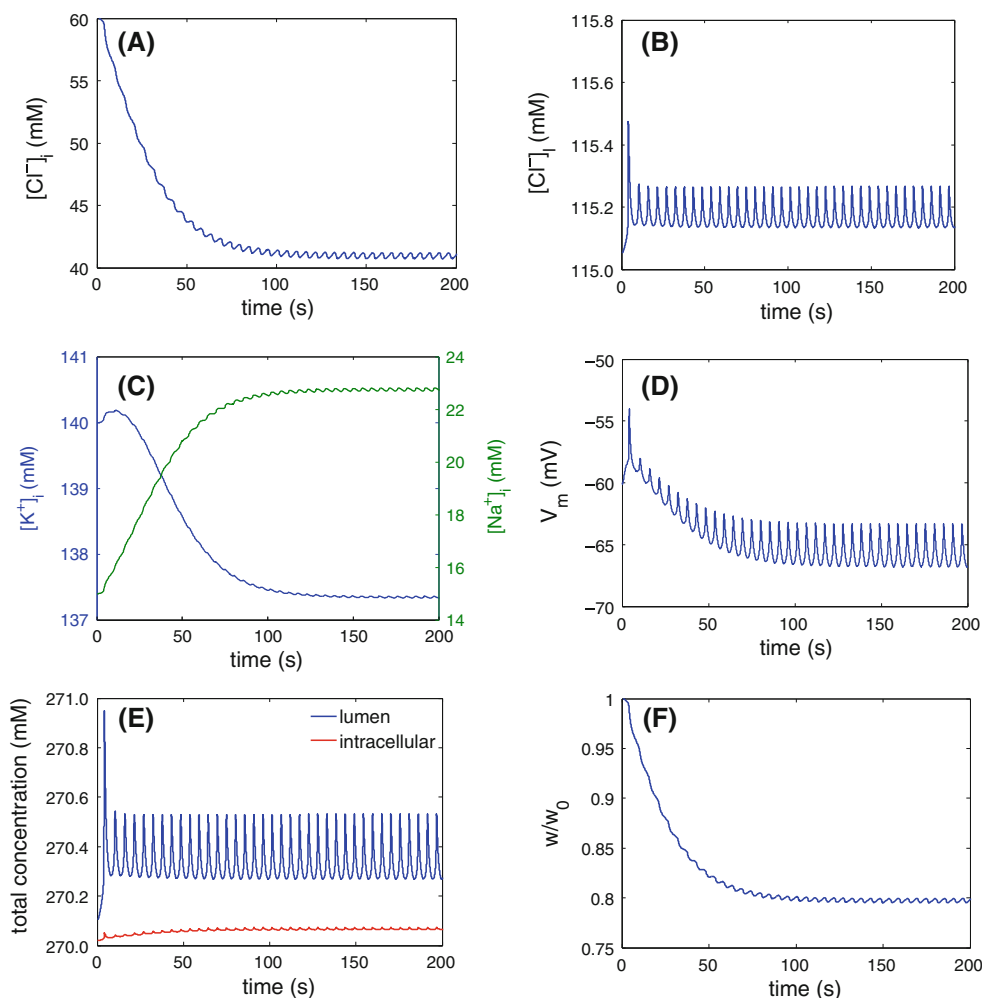 (A)
[Cl⁻]i (mM)
60
55
50
45
40
0 50 100 150 200
time (s)
(B)
[Cl⁻]l (mM)
115.8
115.6
115.4
115.2
115.0
0 50 100 150 200
time (s)
(C)
[K⁺]i (mM)
141
140
139
138
137
[Na⁺]i (mM)
24
22
20
18
16
14
0 50 100 150 200
time (s)
(D)
Vm (mV)
−50
−55
−60
−65
−70
0 50 100 150 200
time (s)
(E)
total concentration (mM)
271.0
270.8
270.6
270.4
270.2
270.0
lumen
intracellular
0 50 100 150 200
time (s)
(F)
w/w0
1
0.95
0.9
0.85
0.8
0.75
0 50 100 150 200
time (s)